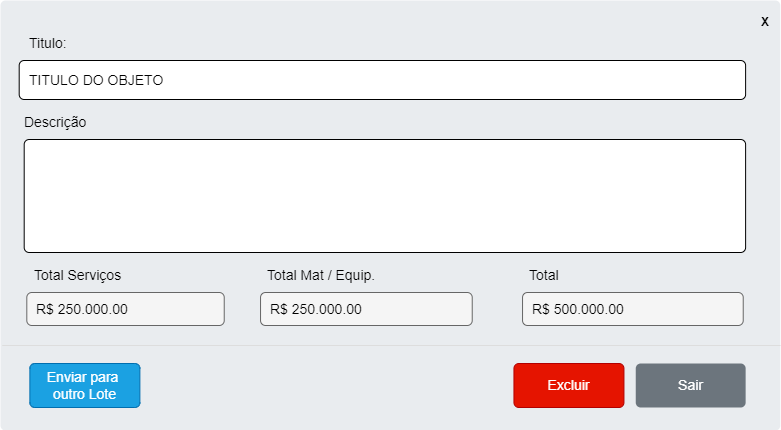 x
Titulo:
TITULO DO OBJETO
Descrição
Total Serviços
Total Mat / Equip.
Total
R$ 250.000.00
R$ 250.000.00
R$ 500.000.00
Enviar para
outro Lote
Excluir
Sair